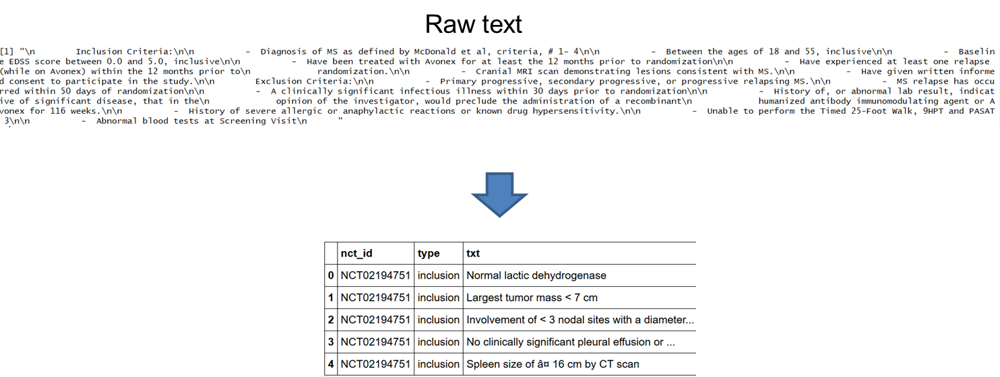 Raw text
[1] "\n Inclusion Criteria:\n\n - Diagnosis of MS as defined by McDonald et al, criteria, # 1- 4\n\n - Between the ages of 18 and 55, inclusive\n\n - Baselin
e EDSS score between 0.0 and 5.0, inclusive\n\n - Have been treated with Avonex for at least the 12 months prior to randomization\n\n - Have experienced at least one relapse
(while on Avonex) within the 12 months prior to\n randomization.\n\n - Cranial MRI scan demonstrating lesions consistent with MS.\n\n - Have given written informe
d consent to participate in the study.\n\n Exclusion Criteria:\n\n - Primary progressive, secondary progressive, or progressive relapsing MS.\n\n - MS relapse has occu
rred within 50 days of randomization\n\n - A clinically significant infectious illness within 30 days prior to randomization\n\n - History of, or abnormal lab result, indicat
ive of significant disease, that in the\n opinion of the investigator, would preclude the administration of a recombinant\n humanized antibody immunomodulating agent or A
vonex for 116 weeks.\n\n - History of severe allergic or anaphylactic reactions or known drug hypersensitivity.\n\n - Unable to perform the Timed 25-Foot Walk, 9HPT and PASAT
3\n\n - Abnormal blood tests at Screening Visit\n "
nct_id type txt
0 NCT02194751 inclusion Normal lactic dehydrogenase
1 NCT02194751 inclusion Largest tumor mass < 7 cm
2 NCT02194751 inclusion Involvement of < 3 nodal sites with a diameter...
3 NCT02194751 inclusion No clinically significant pleural effusion or ...
4 NCT02194751 inclusion Spleen size of â¤ 16 cm by CT scan